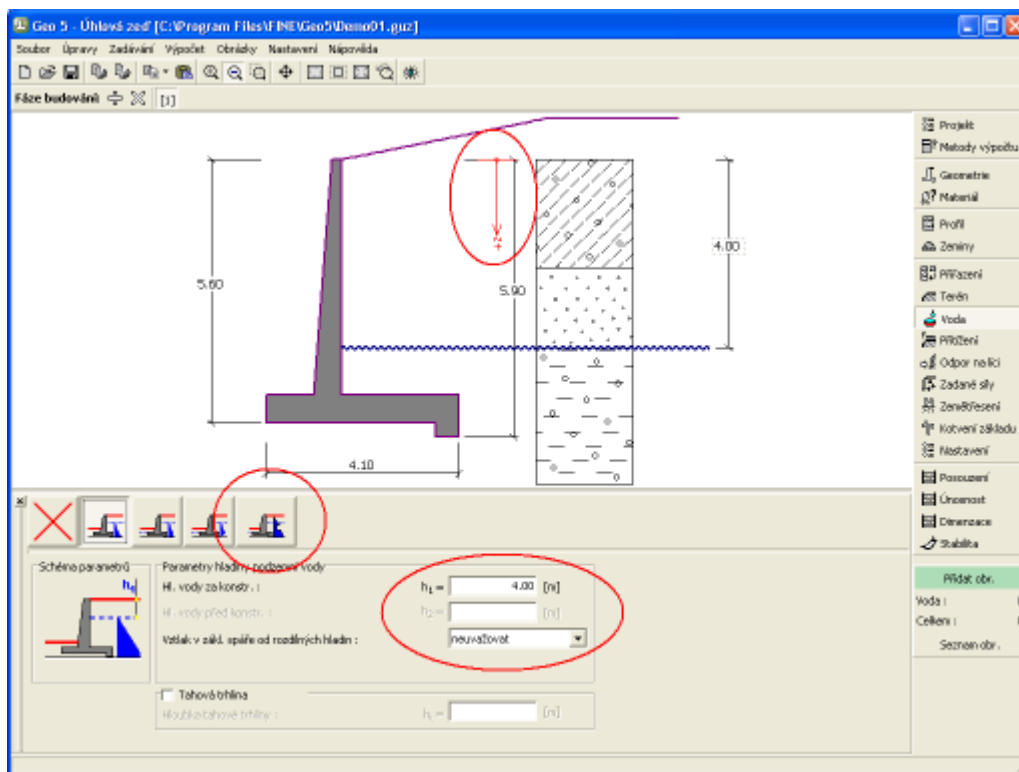 Geo 5 - Úhlová zeď [C:\Program Files\FINE\Geo5\Demo01.guz]
Soubor Úpravy Zadávání Výpočet Obrázky Nastavení Nápověda
Fáze budování: [1]
5.60
5.90
4.00
4.10
+z
Projekt
Metody výpočtu
Geometrie
Materiál
Profil
Zeminy
Přiřazení
Terén
Voda
Přitížení
Odpor na líci
Zadané síly
Zemětřesení
Kotvení základu
Nastavení
Posouzení
Únosnost
Dimenzace
Stabilita
Přidat obr.
Voda :
Celkem :
Seznam obr.
Schéma parametrů
h₁
Parametry hladiny podzemní vody
Hl. vody za konstr. : h₁ = 4.00 [m]
Hl. vody před konstr. : h₂ = [m]
Vztlak v zákl. spáře od rozdílných hladin : neuvažovat
Tahová trhlina
Hloubka tahové trhliny : hₜ = [m]